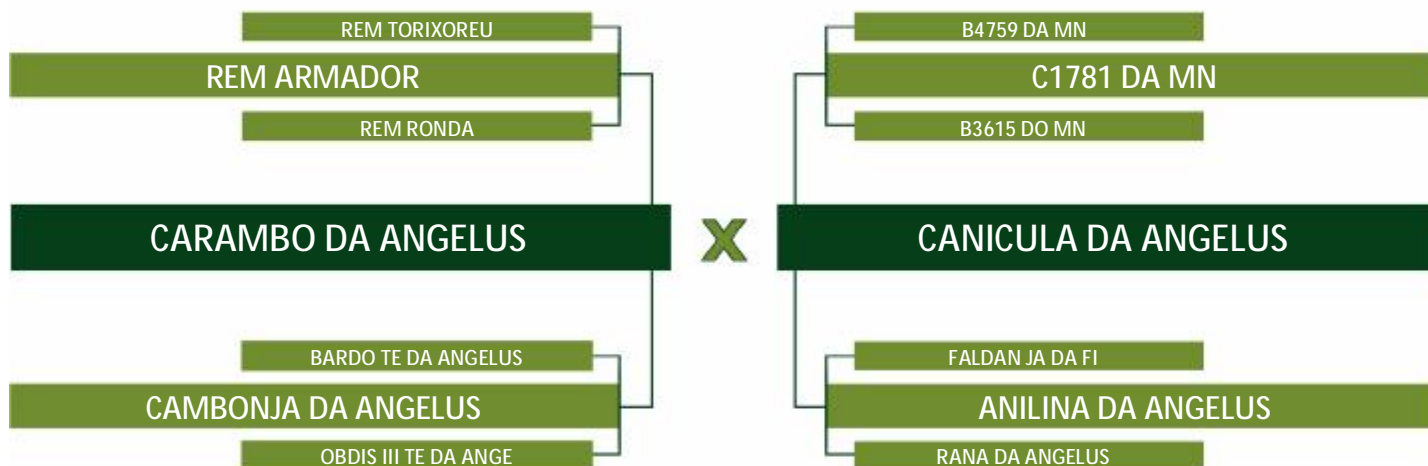 REM TORIXOREU
REM ARMADOR
REM RONDA
CARAMBO DA ANGELUS
BARDO TE DA ANGELUS
CAMBONJA DA ANGELUS
OBDIS III TE DA ANGE
X
B4759 DA MN
C1781 DA MN
B3615 DO MN
CANICULA DA ANGELUS
FALDAN JA DA FI
ANILINA DA ANGELUS
RANA DA ANGELUS